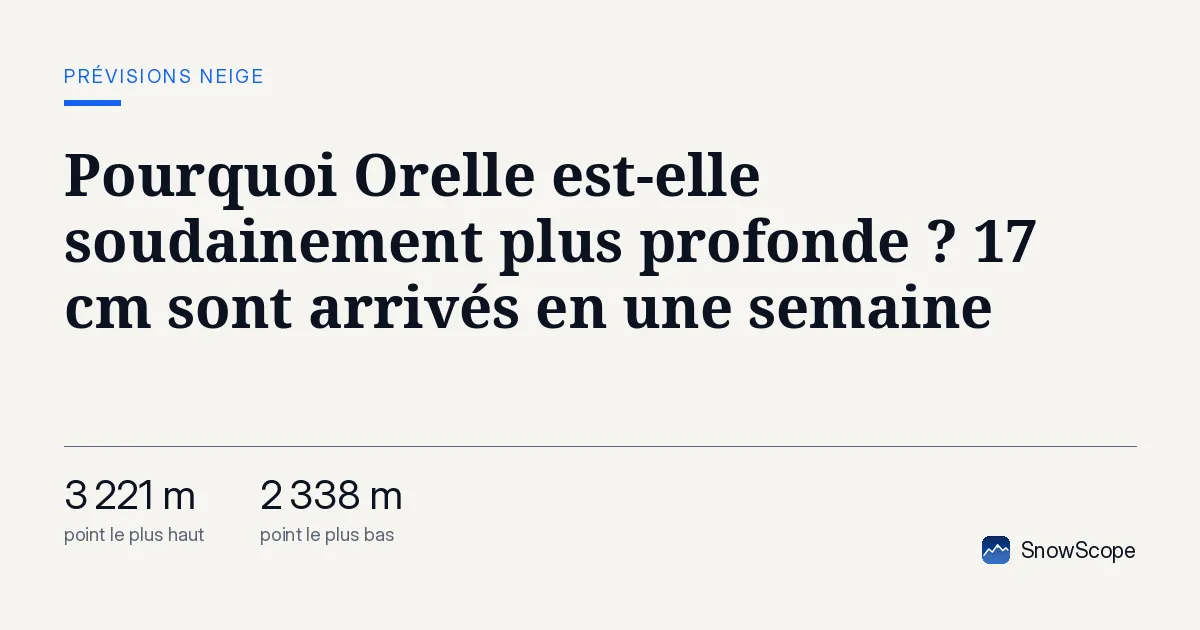 PRÉVISIONS NEIGE
Pourquoi Orelle est-elle
soudainement plus profonde ? 17
cm sont arrivés en une semaine
3 221 m
point le plus haut
2 338 m
point le plus bas
SnowScope